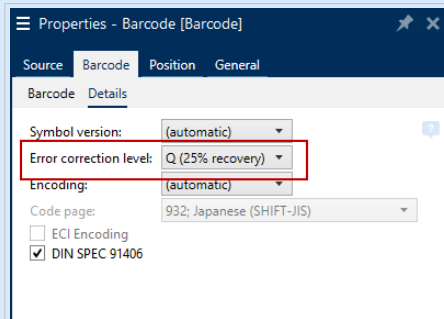 Properties - Barcode [Barcode]
Source Barcode Position General
Barcode Details
Symbol version: (automatic)
?
Error correction level: Q (25% recovery)
Encoding: (automatic)
Code page: 932; Japanese (SHIFT-JIS)
ECI Encoding
DIN SPEC 91406